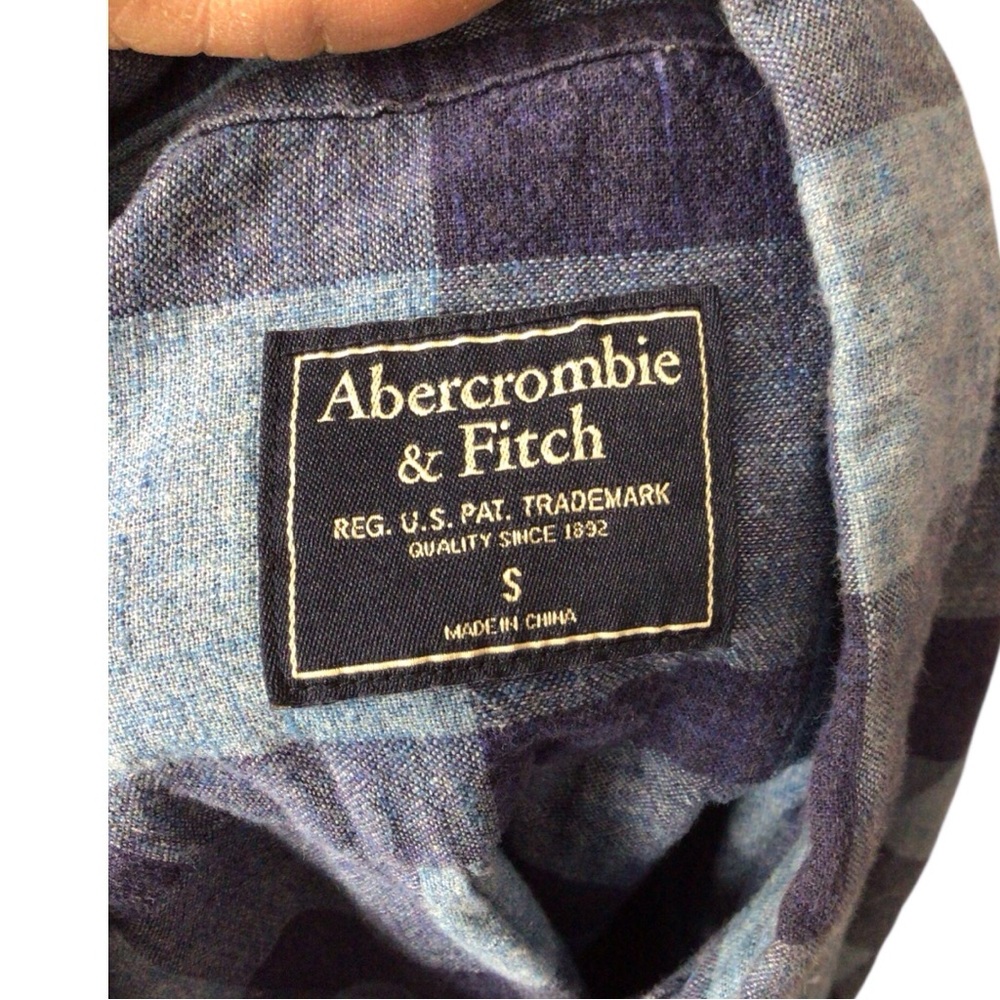 Abercrombie
& Fitch
REG. U.S. PAT. TRADEMARK
QUALITY SINCE 1892
S
MADE IN CHINA